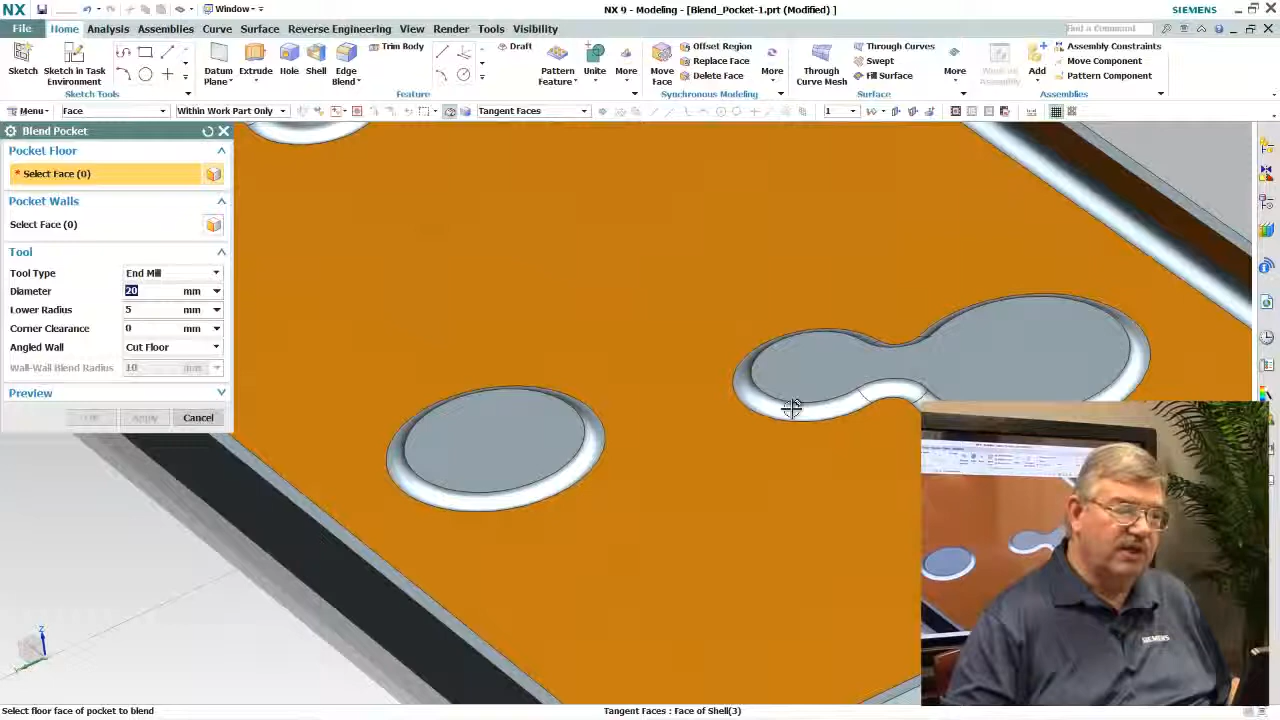 NX
Window
NX 9 - Modeling - [Blend_Pocket-1.prt (Modified) ]
SIEMENS
File Home Analysis Assemblies Curve Surface Reverse Engineering View Render Tools Visibility
Find a Command
Sketch
Sketch in Task Environment
Sketch Tools
Datum Plane
Extrude
Hole
Shell
Edge Blend
Trim Body
Draft
Pattern Feature
Unite
More
Feature
Move Face
Offset Region
Replace Face
Delete Face
More
Synchronous Modeling
Through Curve Mesh
Through Curves
Swept
Fill Surface
More
Surface
Work on Assembly
Add
Assembly Constraints
Move Component
Pattern Component
Assemblies
Menu
Face
Within Work Part Only
Tangent Faces
1
Blend Pocket
Pocket Floor
* Select Face (0)
Pocket Walls
Select Face (0)
Tool
Tool Type End Mill
Diameter 20 mm
Lower Radius 5 mm
Corner Clearance 0 mm
Angled Wall Cut Floor
Wall-Wall Blend Radius 10 mm
Preview
OK Apply Cancel
Z
SIEMENS
Select floor face of pocket to blend
Tangent Faces : Face of Shell(3)